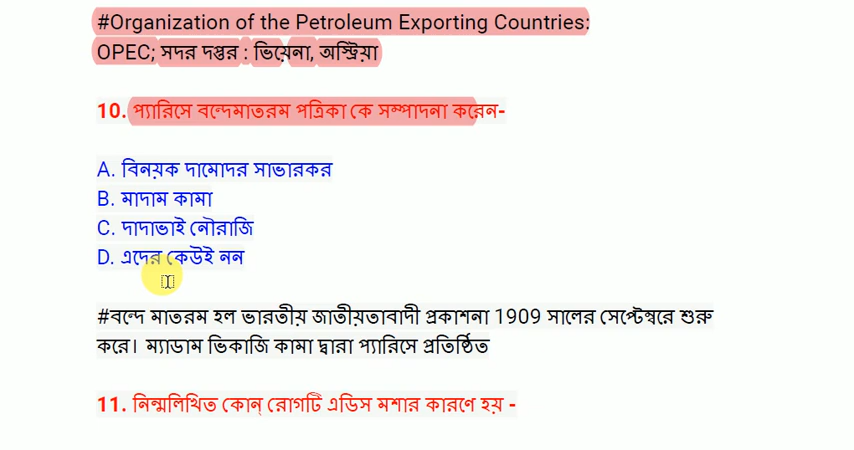 #Organization of the Petroleum Exporting Countries:
OPEC; সদর দপ্তর : ভিয়েনা, অস্ট্রিয়া
10. প্যারিসে বন্দেমাতরম পত্রিকা কে সম্পাদনা করেন-
A. বিনয়ক দামোদর সাভারকর
B. মাদাম কামা
C. দাদাভাই নৌরাজি
D. এদের কেউই নন
#বন্দে মাতরম হল ভারতীয় জাতীয়তাবাদী প্রকাশনা 1909 সালের সেপ্টেম্বরে শুরু
করে। ম্যাডাম ভিকাজি কামা দ্বারা প্যারিসে প্রতিষ্ঠিত
11. নিন্মলিখিত কোন্ রোগটি এডিস মশার কারণে হয় -